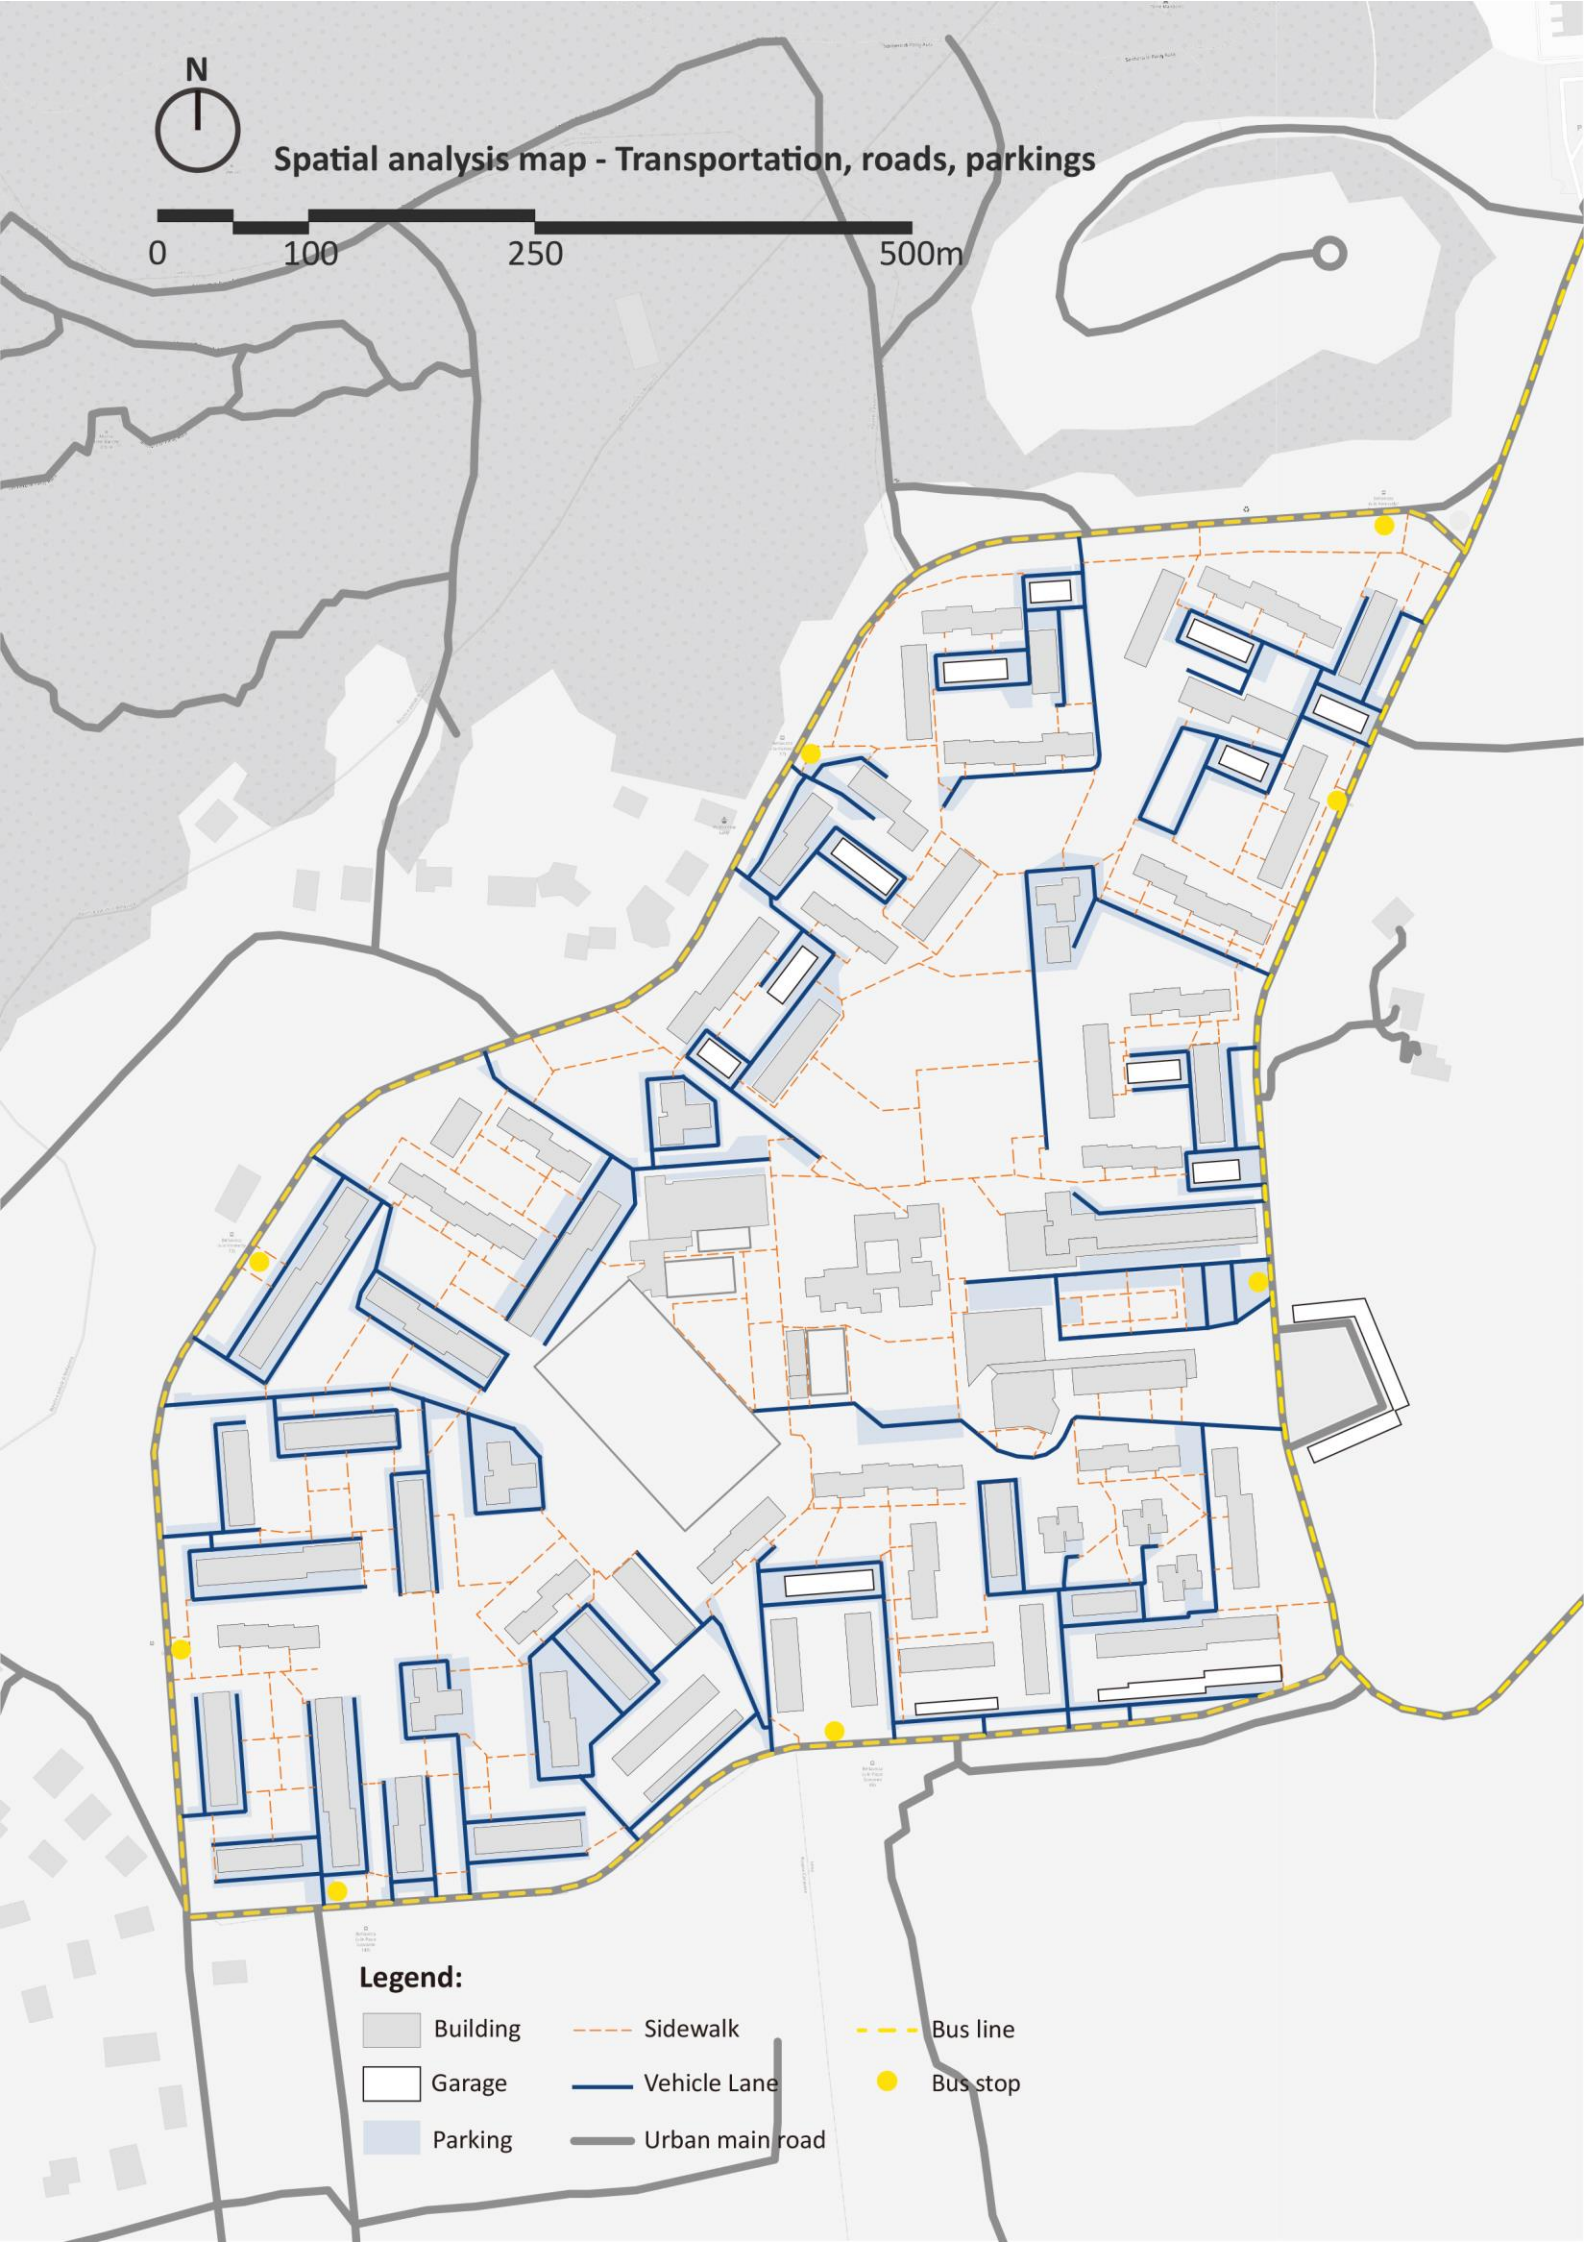 N
Spatial analysis map - Transportation, roads, parkings
0 100 250 500m
Legend:
Building
Sidewalk
Bus line
Garage
Vehicle Lane
Bus stop
Parking
Urban main road